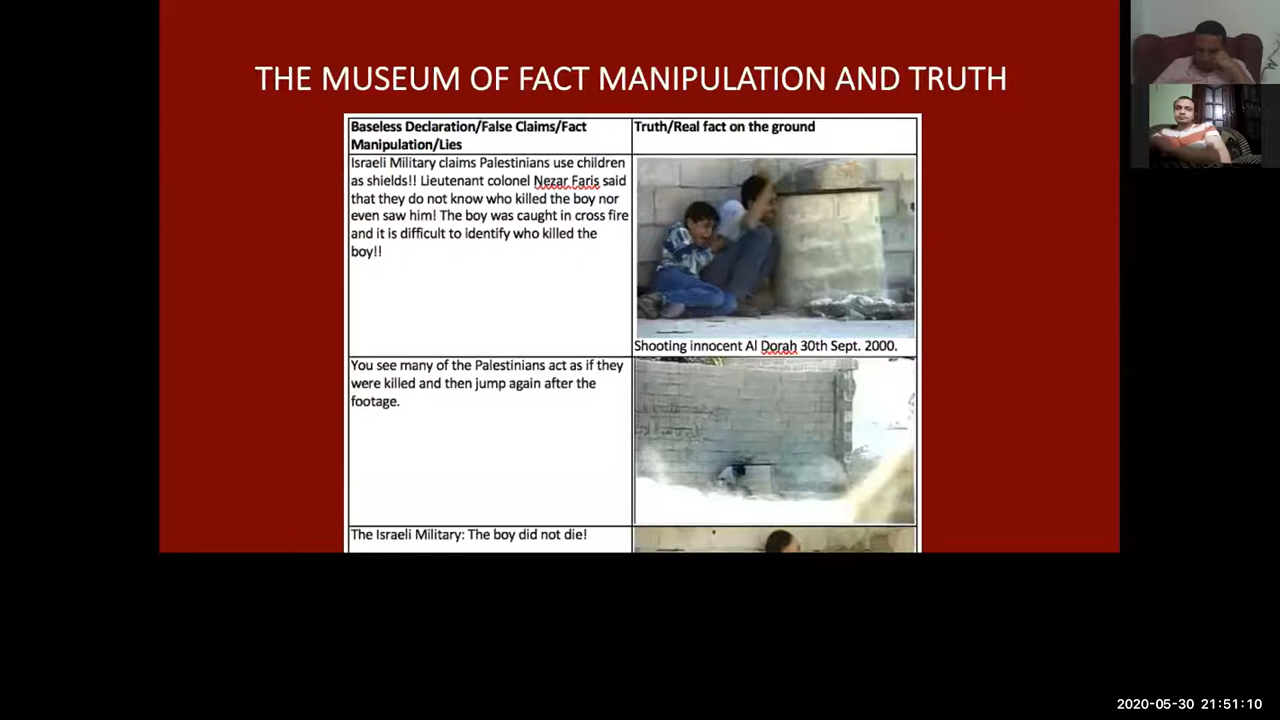 THE MUSEUM OF FACT MANIPULATION AND TRUTH
Baseless Declaration/False Claims/Fact
Manipulation/Lies
Truth/Real fact on the ground
Israeli Military claims Palestinians use children
as shields!! Lieutenant colonel Nezar Faris said
that they do not know who killed the boy nor
even saw him! The boy was caught in cross fire
and it is difficult to identify who killed the
boy!!
Shooting innocent Al Dorah 30th Sept. 2000.
You see many of the Palestinians act as if they
were killed and then jump again after the
footage.
The Israeli Military: The boy did not die!
2020-05-30 21:51:10